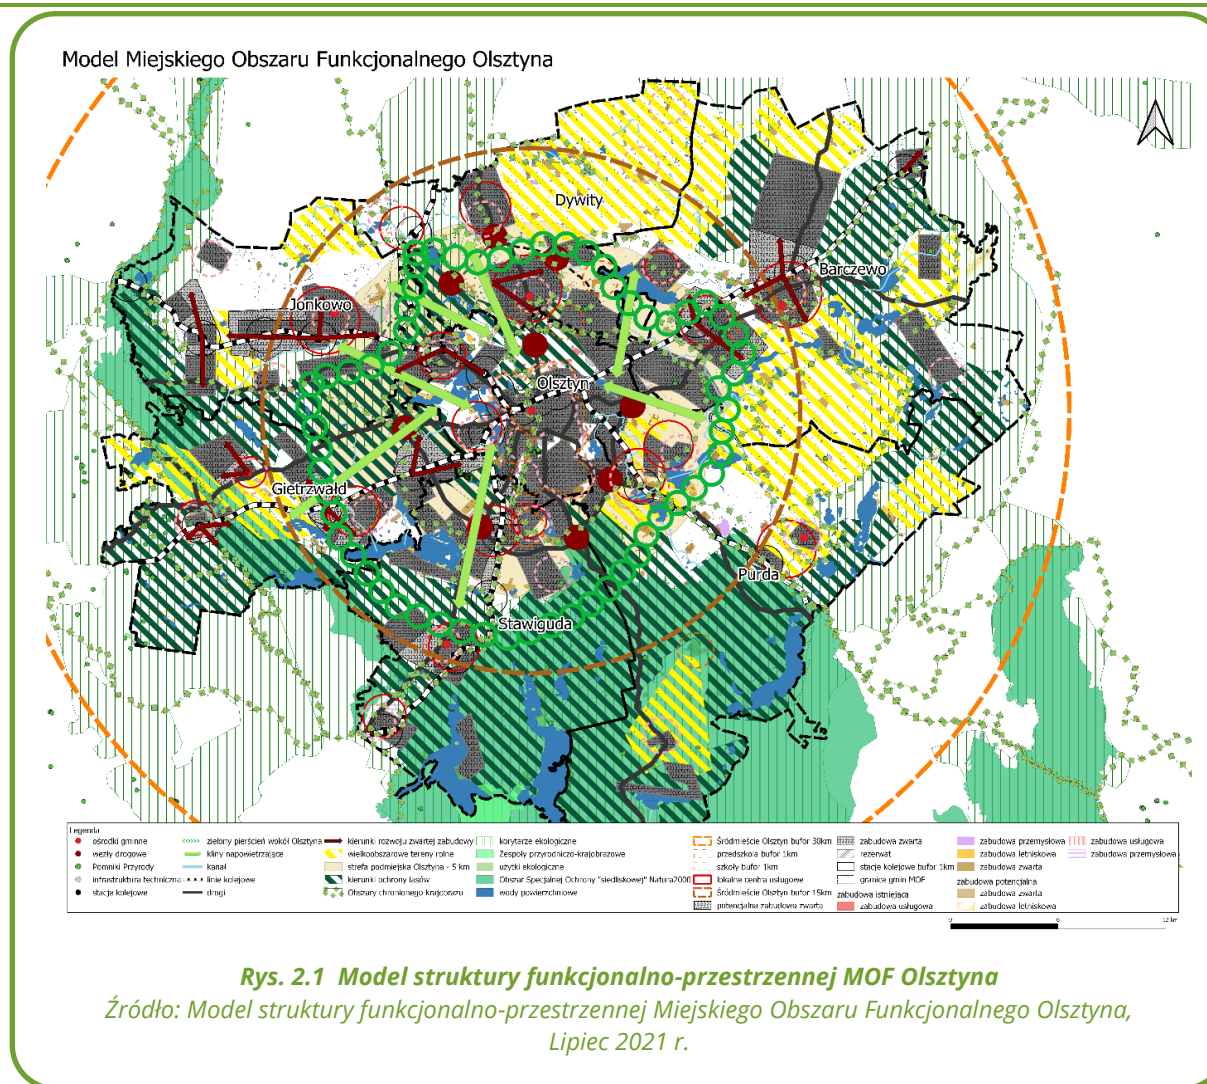 Model Miejskiego Obszaru Funkcjonalnego Olsztyna
Dywity
Barczewo
Jonkowo
Olsztyn
Gietrzwałd
Purda
Stawiguda
Legenda
ośrodki gminne
węzły drogowe
Pomniki Przyrody
infrastruktura techniczna
stacje kolejowe
zielony pierścień wokół Olsztyna
kliny napowietrzające
kanał
linie kolejowe
drogi
kierunki rozwoju zwartej zabudowy
wielkoobszarowe tereny rolne
strefa podmiejska Olsztyna - 5 km
kierunki ochrony lasów
Obszary chronionego krajobrazu
korytarze ekologiczne
Zespoły przyrodniczo-krajobrazowe
użytki ekologiczne
Obszar Specjalnej Ochrony "siedliskowej" Natura2000
wody powierzchniowe
Śródmieście Olsztyn bufor 30km
przedszkola bufor 1km
szkoły bufor 1km
lokalne centra usługowe
Śródmieście Olsztyn bufor 15km
potencjalna zabudowa zwarta
zabudowa zwarta
rezerwat
stacje kolejowe bufor 1km
granice gmin MOF
zabudowa istniejąca
zabudowa usługowa
zabudowa przemysłowa
zabudowa letniskowa
zabudowa zwarta
zabudowa potencjalna
zabudowa zwarta
zabudowa letniskowa
zabudowa usługowa
zabudowa przemysłowa
0 6 12 km
Rys. 2.1 Model struktury funkcjonalno-przestrzennej MOF Olsztyna
Źródło: Model struktury funkcjonalno-przestrzennej Miejskiego Obszaru Funkcjonalnego Olsztyna,
Lipiec 2021 r.